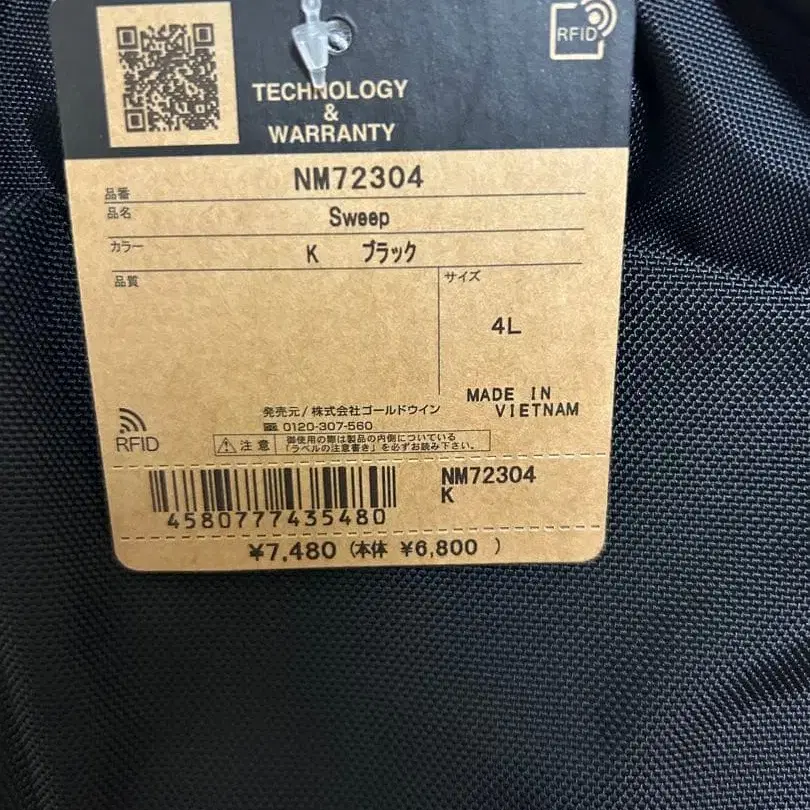 RFID
TECHNOLOGY
&
WARRANTY
品番 NM72304
品名 Sweep
カラー K ブラック
品質
サイズ
4L
MADE IN
VIETNAM
RFID
発売元/株式会社ゴールドウイン
0120-307-560
注意 御使用の際は製品の内側についている
「ラベルの注意書き」を必ずお読み下さい。
NM72304
K
4580777435480
¥7,480 (本体 ¥6,800 )